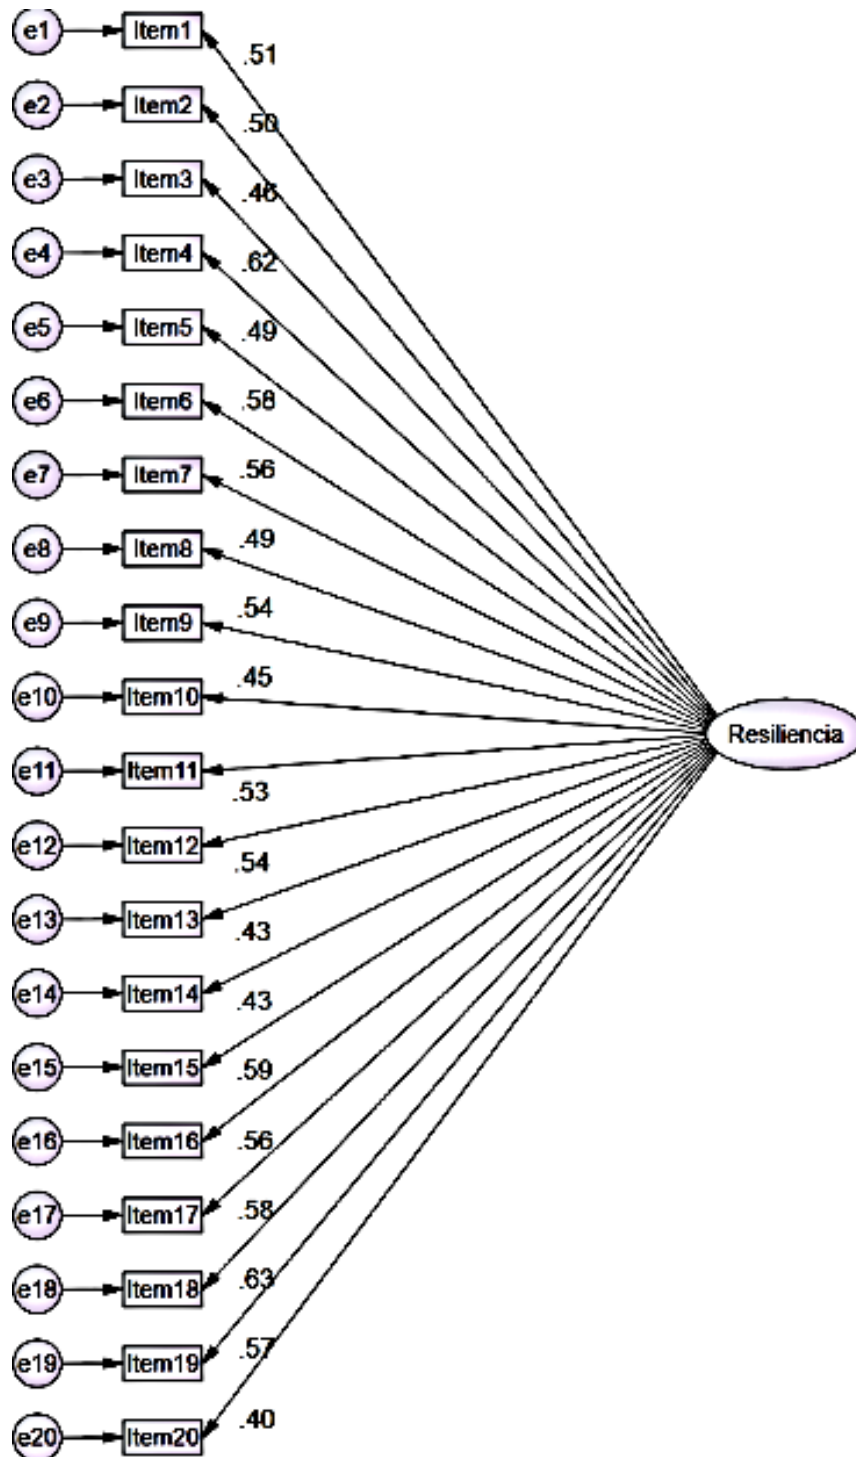 e1 Item1 .51
e2 Item2 .50
e3 Item3 .46
e4 Item4 .62
e5 Item5 .49
e6 Item6 .58
e7 Item7 .56
e8 Item8 .49
e9 Item9 .54
e10 Item10 .45
Resiliencia
e11 Item11 .53
e12 Item12 .54
e13 Item13 .43
e14 Item14 .43
e15 Item15 .59
e16 Item16 .56
e17 Item17 .58
e18 Item18 .63
e19 Item19 .57
e20 Item20 .40